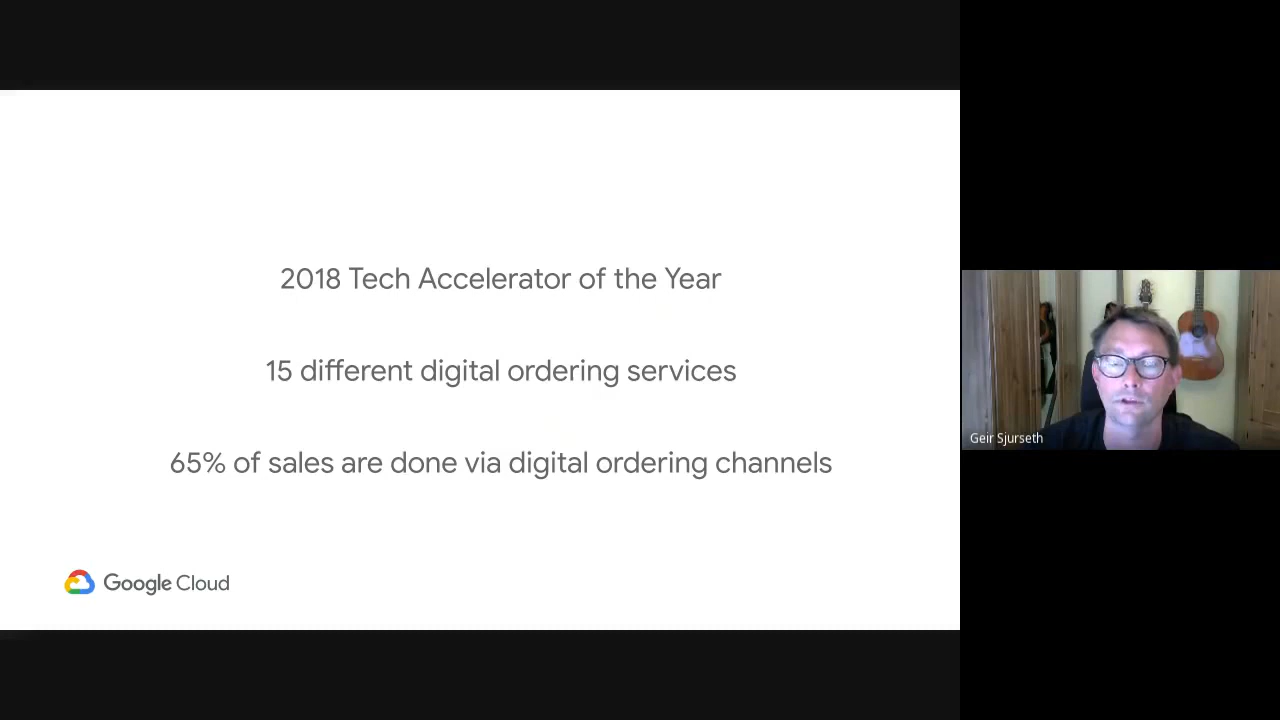 2018 Tech Accelerator of the Year
15 different digital ordering services
65% of sales are done via digital ordering channels
Google Cloud
Geir Sjurseth